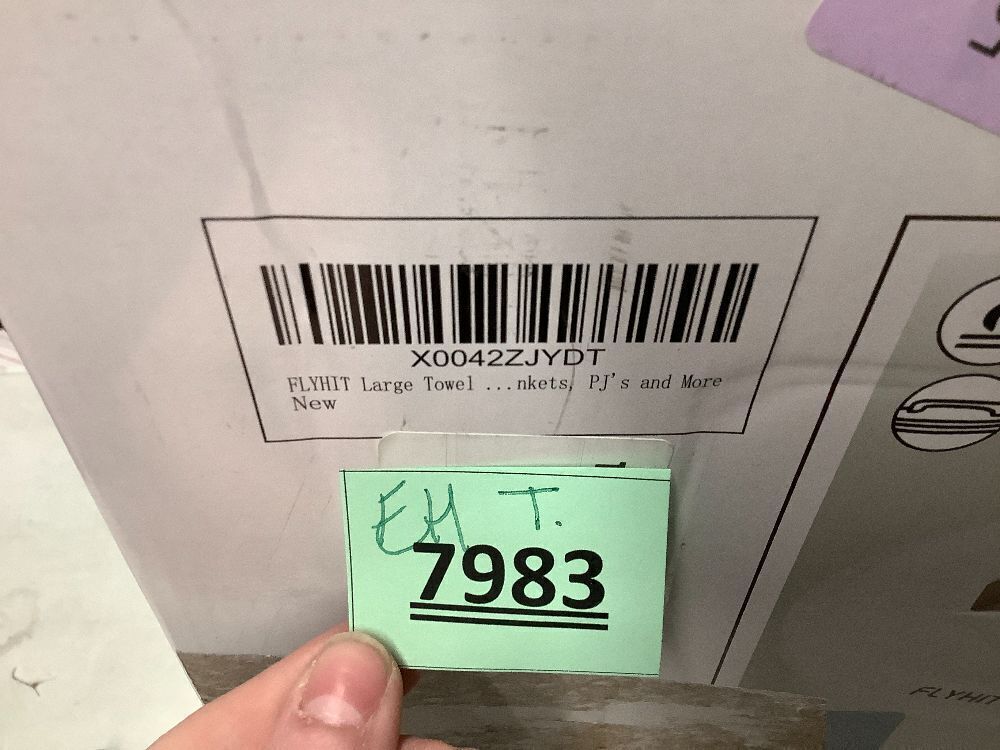 X0042ZJYDT
FLYHIT Large Towel ...nkets, PJ's and More
New
EH T.
7983
FLYHIT